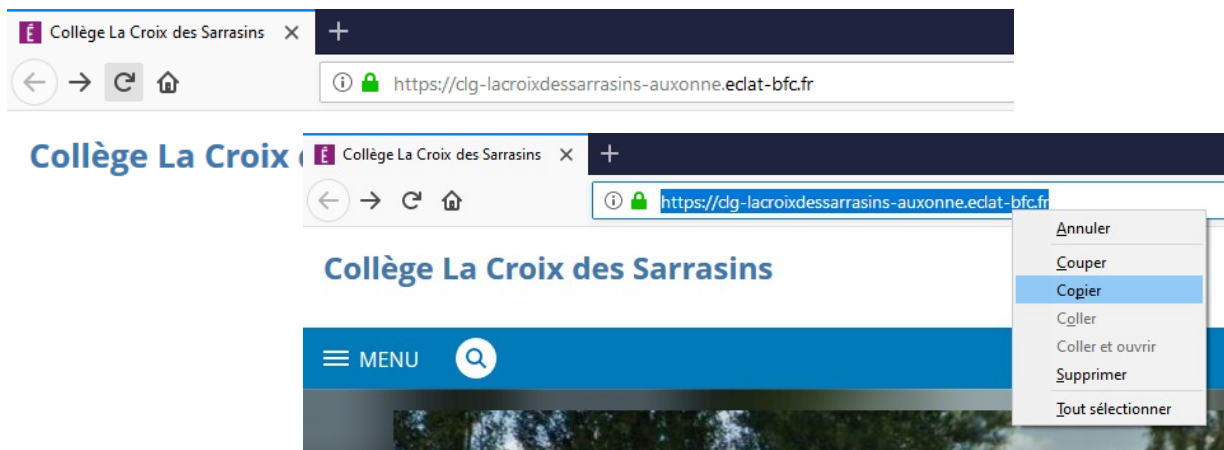 É Collège La Croix des Sarrasins
https://clg-lacroixdessarrasins-auxonne.eclat-bfc.fr
Collège La Croix
É Collège La Croix des Sarrasins
https://clg-lacroixdessarrasins-auxonne.eclat-bfc.fr
Collège La Croix des Sarrasins
MENU
Annuler
Couper
Copier
Coller
Coller et ouvrir
Supprimer
Tout sélectionner